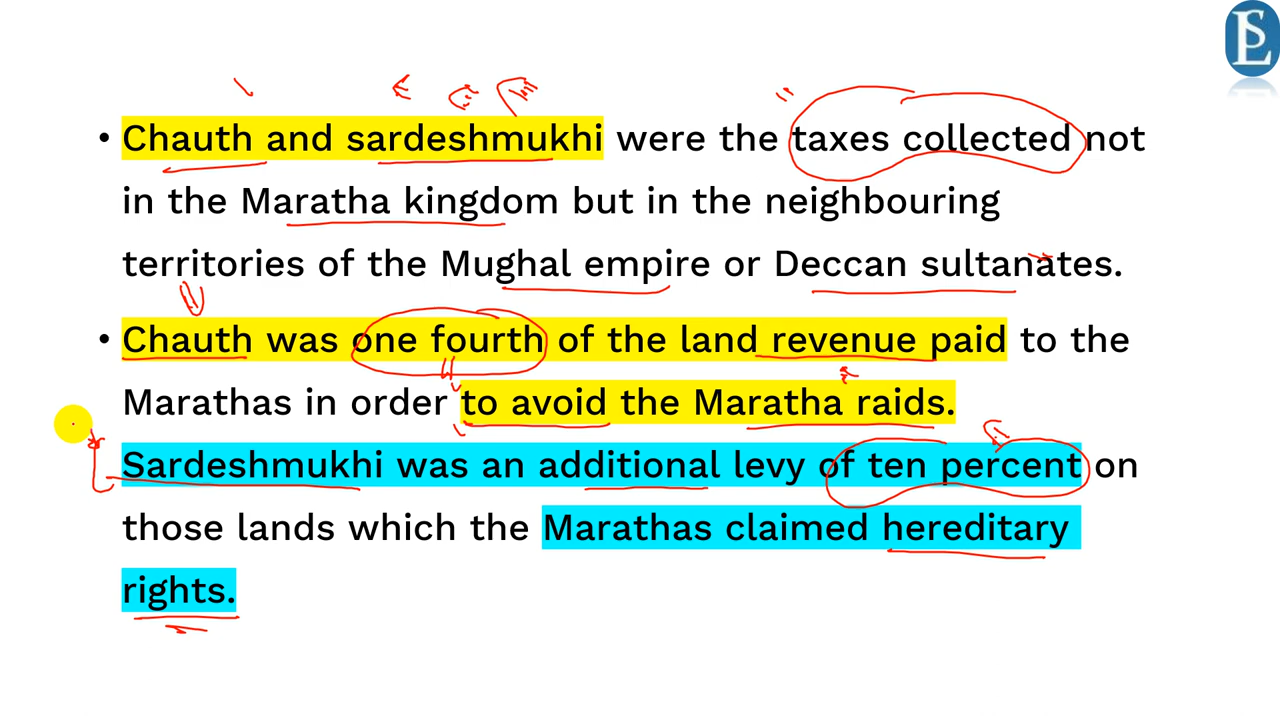 • Chauth and sardeshmukhi were the taxes collected not
in the Maratha kingdom but in the neighbouring
territories of the Mughal empire or Deccan sultanates.
• Chauth was one fourth of the land revenue paid to the
Marathas in order to avoid the Maratha raids.
Sardeshmukhi was an additional levy of ten percent on
those lands which the Marathas claimed hereditary
rights.